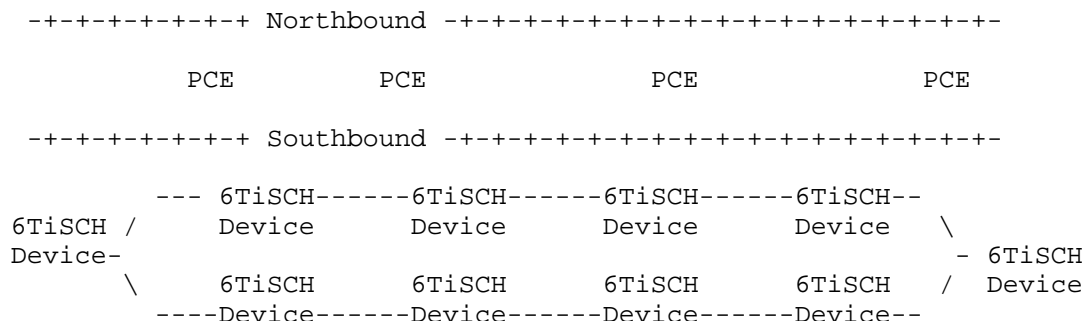 -+-+-+-+-+-+ Northbound -+-+-+-+-+-+-+-+-+-+-+-+-+-+-+-
PCE PCE PCE PCE
-+-+-+-+-+-+ Southbound -+-+-+-+-+-+-+-+-+-+-+-+-+-+-+-
--- 6TiSCH------6TiSCH------6TiSCH------6TiSCH--
6TiSCH / Device Device Device Device \
Device- - 6TiSCH
\ 6TiSCH 6TiSCH 6TiSCH 6TiSCH / Device
----Device------Device------Device------Device--